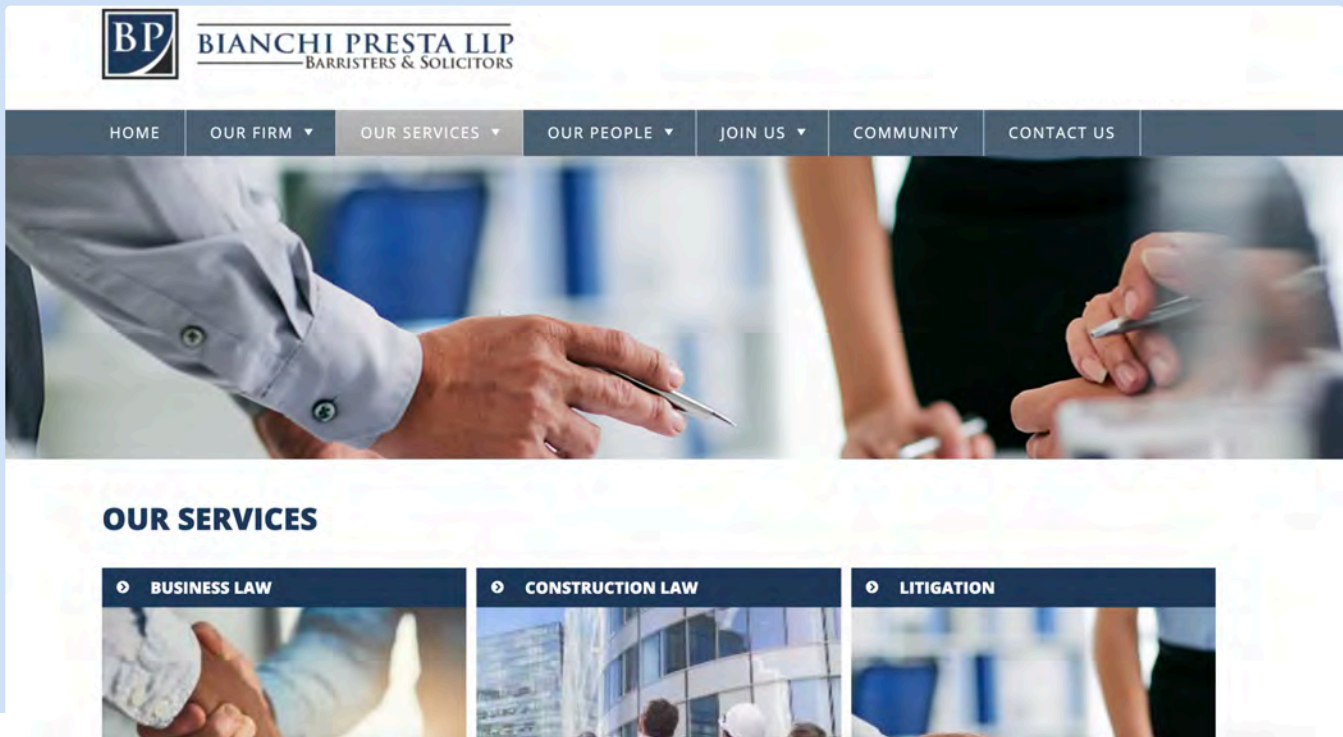 BP
BIANCHI PRESTA LLP
BARRISTERS & SOLICITORS
HOME OUR FIRM ▼ OUR SERVICES ▼ OUR PEOPLE ▼ JOIN US ▼ COMMUNITY CONTACT US
OUR SERVICES
BUSINESS LAW
CONSTRUCTION LAW
LITIGATION